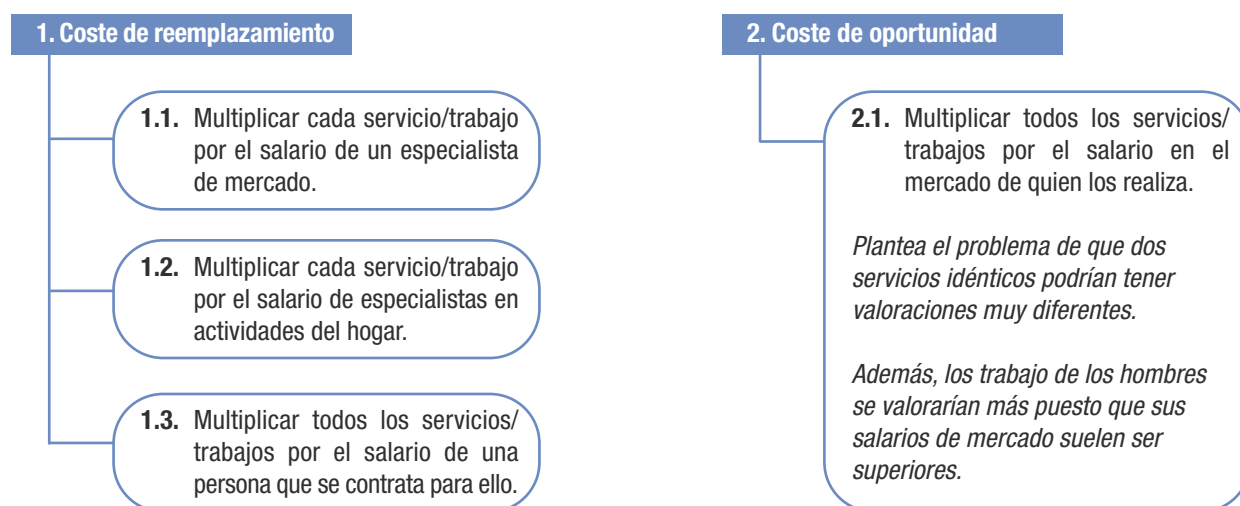 1. Coste de reemplazamiento
1.1. Multiplicar cada servicio/trabajo
por el salario de un especialista
de mercado.
1.2. Multiplicar cada servicio/trabajo
por el salario de especialistas en
actividades del hogar.
1.3. Multiplicar todos los servicios/
trabajos por el salario de una
persona que se contrata para ello.
2. Coste de oportunidad
2.1. Multiplicar todos los servicios/
trabajos por el salario en el
mercado de quien los realiza.
Plantea el problema de que dos
servicios idénticos podrían tener
valoraciones muy diferentes.
Además, los trabajo de los hombres
se valorarían más puesto que sus
salarios de mercado suelen ser
superiores.